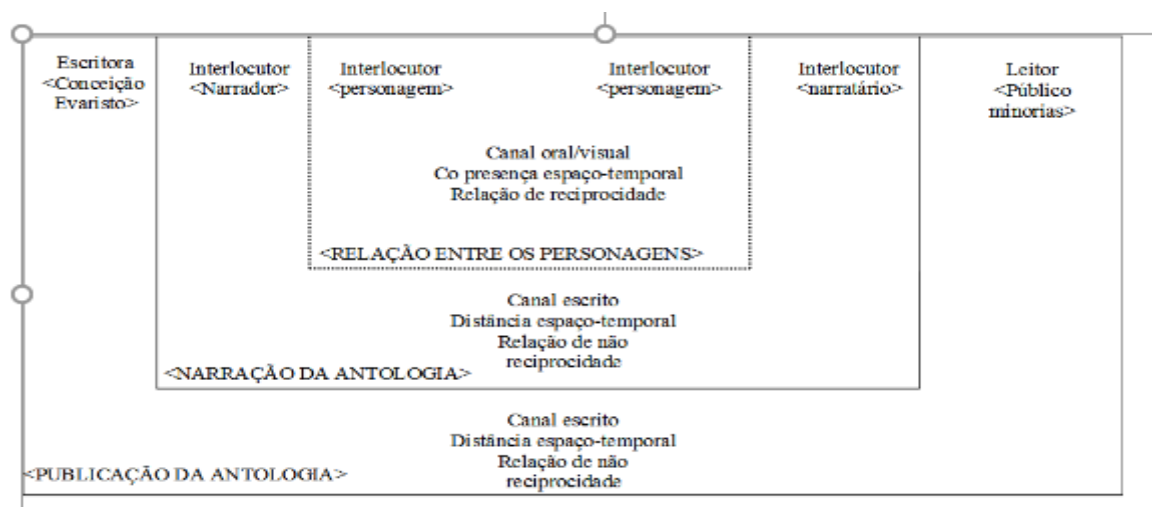 Escritora
<Conceição
Evaristo>
Interlocutor
<Narrador>
Interlocutor
<personagem>
Interlocutor
<personagem>
Interlocutor
<narratário>
Leitor
<Público
minorias>
Canal oral/visual
Co presença espaço-temporal
Relação de reciprocidade
<RELAÇÃO ENTRE OS PERSONAGENS>
Canal escrito
Distância espaço-temporal
Relação de não
reciprocidade
<NARRAÇÃO DA ANTOLOGIA>
Canal escrito
Distância espaço-temporal
Relação de não
reciprocidade
<PUBLICAÇÃO DA ANTOLOGIA>